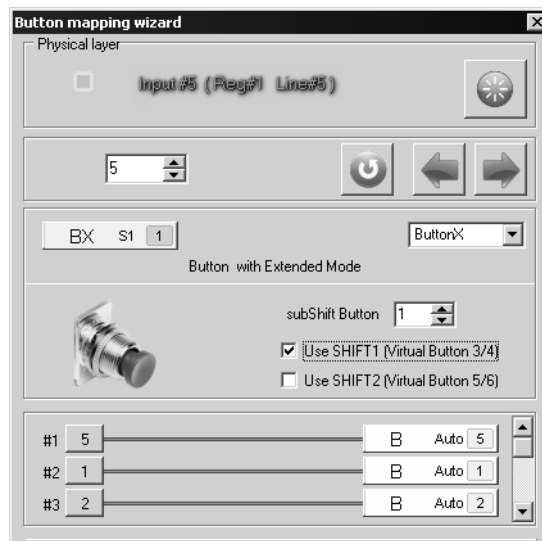 Button mapping wizard
Physical layer
Input #5 (Reg#1 Line#5)
5
BX S1 1 ButtonX
Button with Extended Mode
subShift Button 1
Use SHIFT1 (Virtual Button 3/4)
Use SHIFT2 (Virtual Button 5/6)
#1 5 B Auto 5
#2 1 B Auto 1
#3 2 B Auto 2